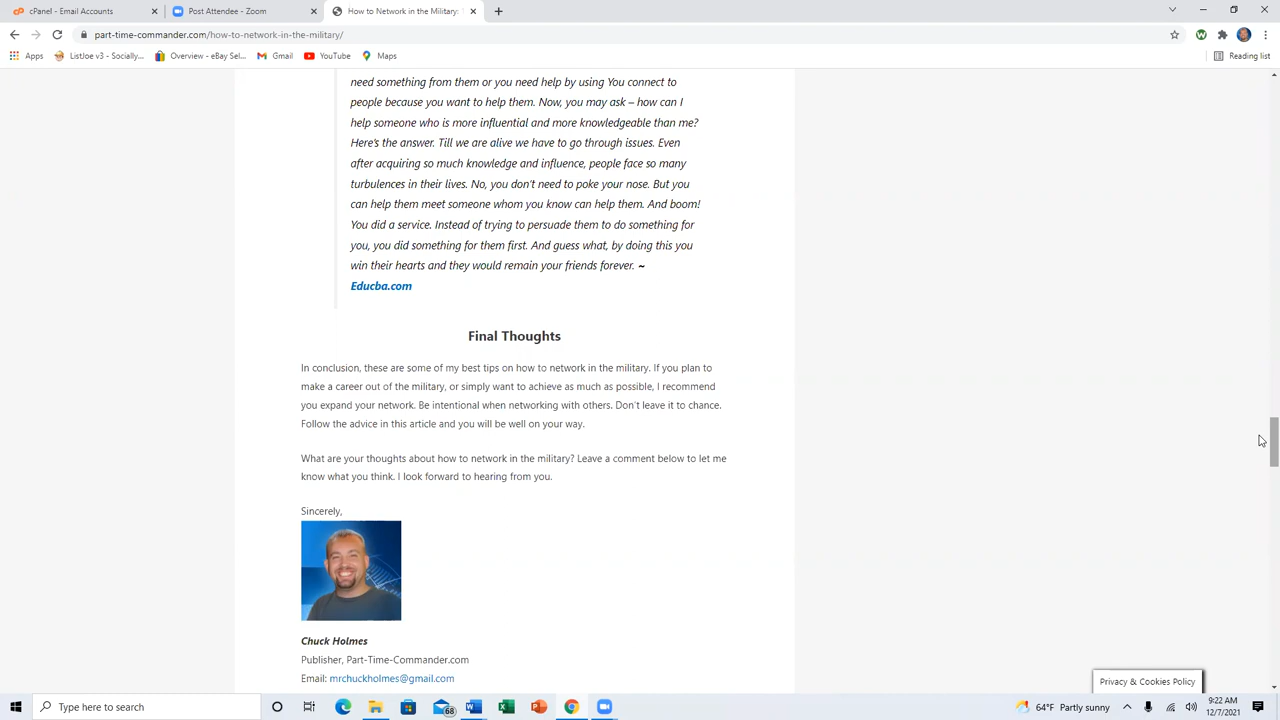 cPanel - Email Accounts
Post Attendee - Zoom
How to Network in the Military:
part-time-commander.com/how-to-network-in-the-military/
Apps
ListJoe v3 - Socially...
Overview - eBay Sel...
Gmail
YouTube
Maps
Reading list
need something from them or you need help by using You connect to
people because you want to help them. Now, you may ask – how can I
help someone who is more influential and more knowledgeable than me?
Here's the answer. Till we are alive we have to go through issues. Even
after acquiring so much knowledge and influence, people face so many
turbulences in their lives. No, you don't need to poke your nose. But you
can help them meet someone whom you know can help them. And boom!
You did a service. Instead of trying to persuade them to do something for
you, you did something for them first. And guess what, by doing this you
win their hearts and they would remain your friends forever. ~
Educba.com
Final Thoughts
In conclusion, these are some of my best tips on how to network in the military. If you plan to
make a career out of the military, or simply want to achieve as much as possible, I recommend
you expand your network. Be intentional when networking with others. Don't leave it to chance.
Follow the advice in this article and you will be well on your way.
What are your thoughts about how to network in the military? Leave a comment below to let me
know what you think. I look forward to hearing from you.
Sincerely,
Chuck Holmes
Publisher, Part-Time-Commander.com
Email: mrchuckholmes@gmail.com
Privacy & Cookies Policy
Type here to search
68
64°F Partly sunny
9:22 AM
12/7/2021